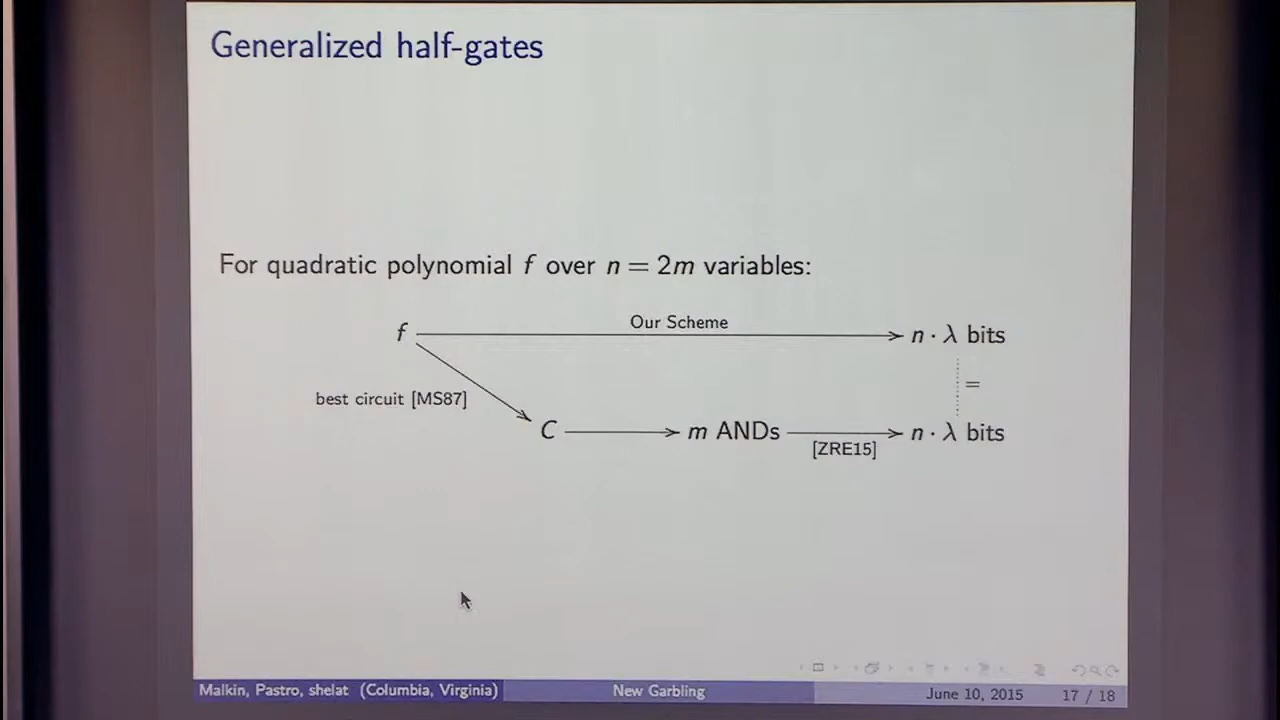 Generalized half-gates
For quadratic polynomial f over n = 2m variables:
Our Scheme
f
n · λ bits
=
best circuit [MS87]
C
m ANDs
n · λ bits
[ZRE15]
Malkin, Pastro, shelat (Columbia, Virginia)
New Garbling
June 10, 2015
17 / 18